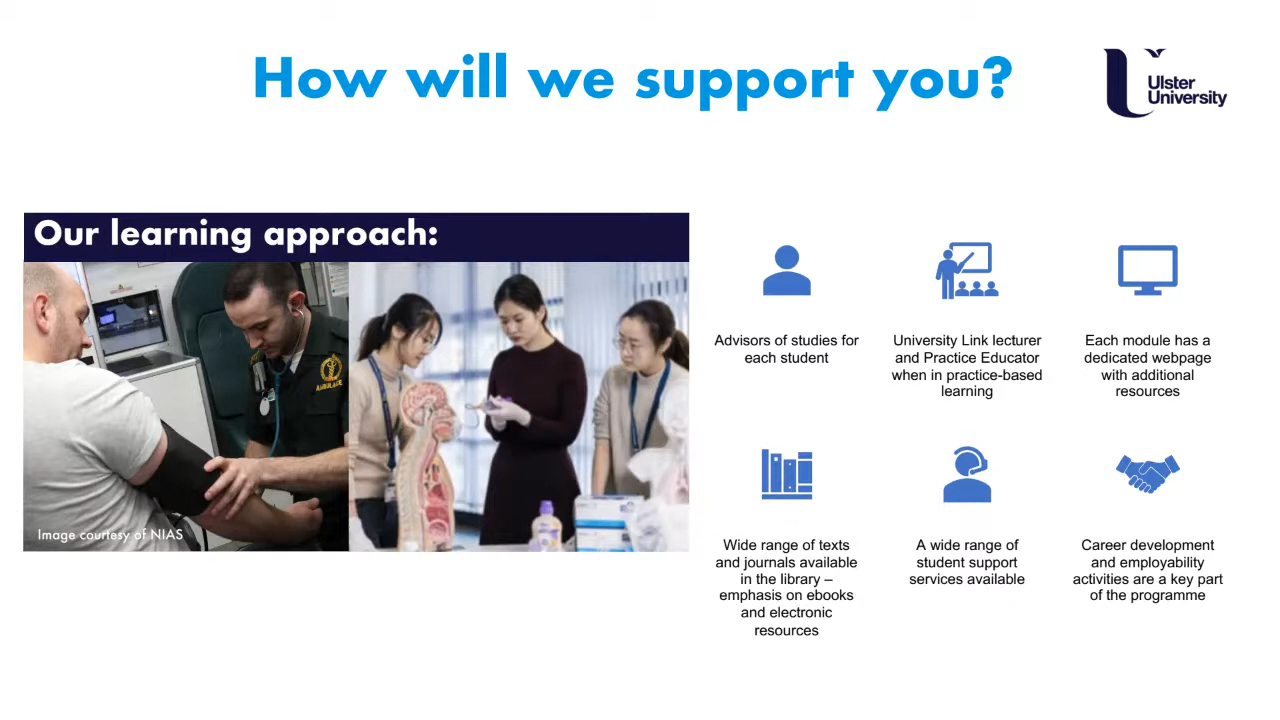 How will we support you?
Ulster
University
Our learning approach:
AMBULANCE
Image courtesy of NIAS
Advisors of studies for
each student
University Link lecturer
and Practice Educator
when in practice-based
learning
Each module has a
dedicated webpage
with additional
resources
Wide range of texts
and journals available
in the library –
emphasis on ebooks
and electronic
resources
A wide range of
student support
services available
Career development
and employability
activities are a key part
of the programme